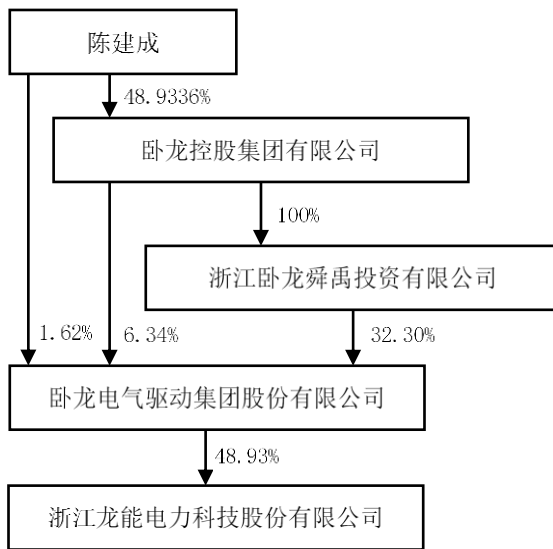 陈建成
48.9336%
卧龙控股集团有限公司
100%
浙江卧龙舜禹投资有限公司
1.62%
6.34%
32.30%
卧龙电气驱动集团股份有限公司
48.93%
浙江龙能电力科技股份有限公司